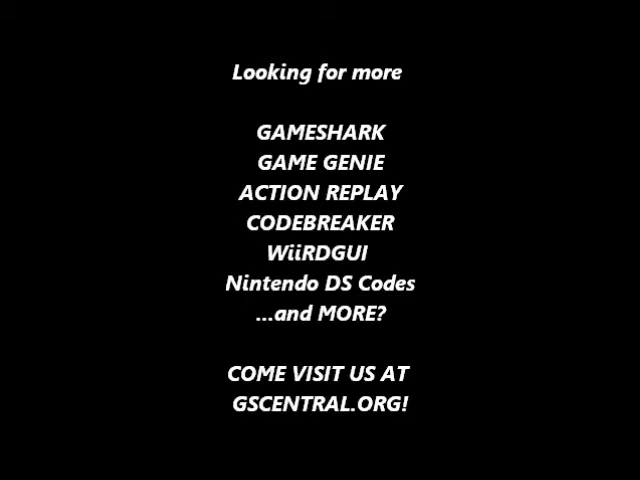 Looking for more
GAMESHARK
GAME GENIE
ACTION REPLAY
CODEBREAKER
WiiRDGUI
Nintendo DS Codes
...and MORE?
COME VISIT US AT
GSCENTRAL.ORG!